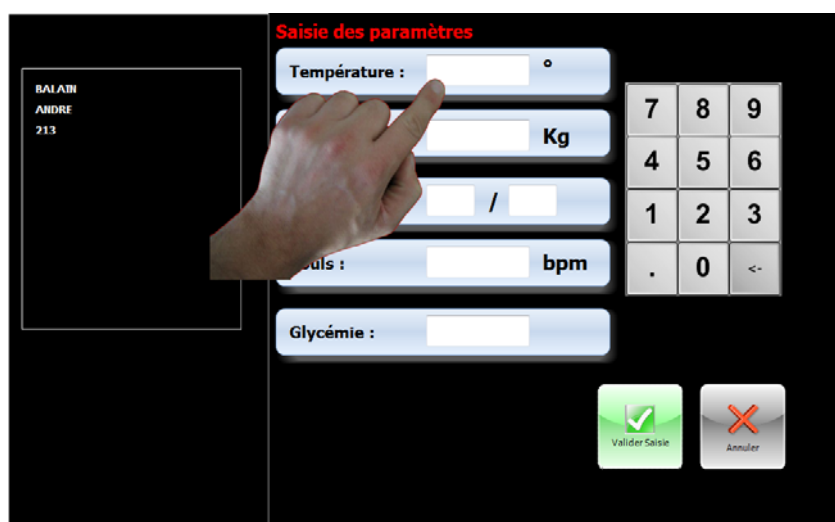 Saisie des paramètres
BALAIN
ANDRE
213
Température : °
Kg
/
bpm
Glycémie :
7 8 9
4 5 6
1 2 3
. 0 <-
Valider Saisie
Annuler